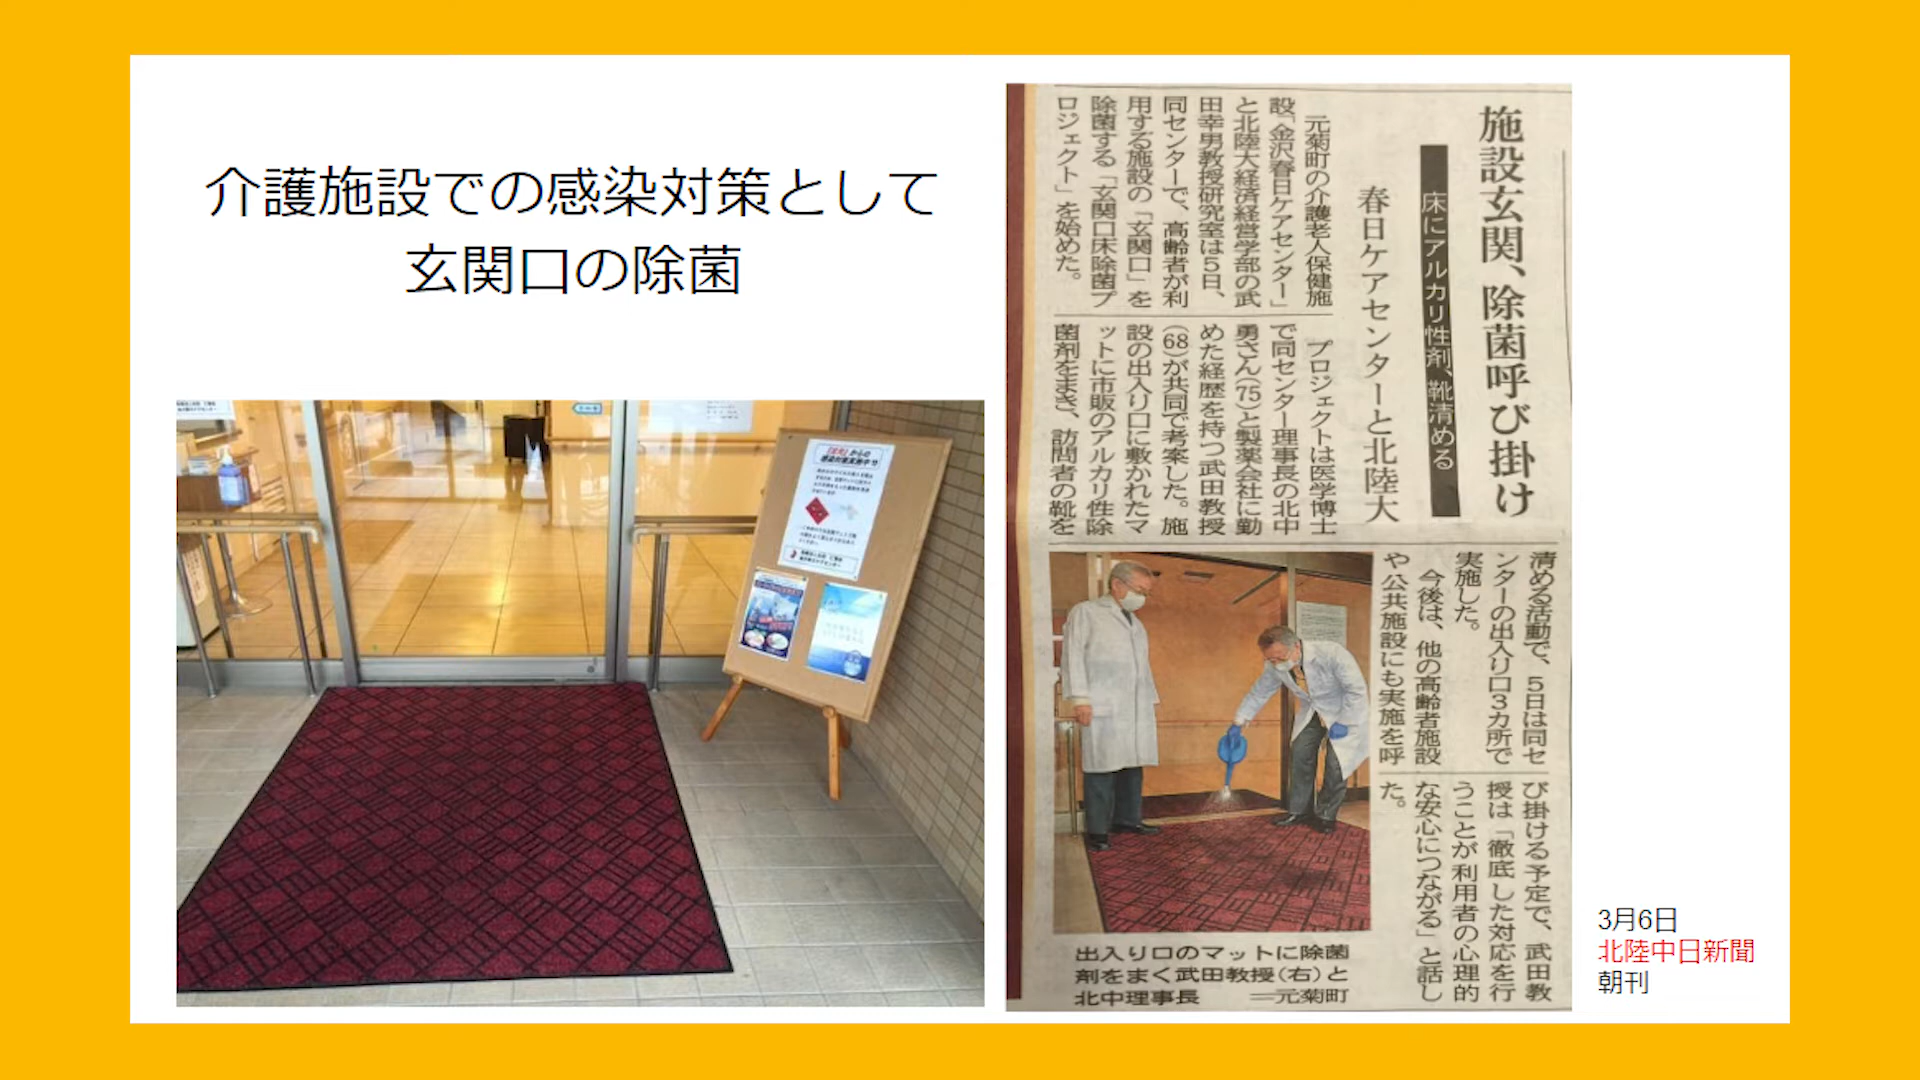 介護施設での感染対策として
玄関口の除菌
施設玄関、除菌呼び掛け
床にアルカリ性剤、靴清める
春日ケアセンターと北陸大
元菊町の介護老人保健施
設「金沢春日ケアセンター」
と北陸大経済経営学部の武
田幸男教授研究室は5日、
同センターで、高齢者が利
用する施設の「玄関口」を
除菌する「玄関口床除菌プ
ロジェクト」を始めた。
プロジェクトは医学博士
で同センター理事長の北中
勇さん(75)と製薬会社に勤
めた経歴を持つ武田教授
(68)が共同で考案した。施
設の出入り口に敷かれたマ
ットに市販のアルカリ性除
菌剤をまき、訪問者の靴を
清める活動で、5日は同セ
ンターの出入り口3カ所で
実施した。
今後は、他の高齢者施設
や公共施設にも実施を呼
び掛ける予定で、武田教
授は「徹底した対応を行
うことが利用者の心理的
な安心につながる」と話し
た。
出入り口のマットに除菌
剤をまく武田教授(右)と
北中理事長 =元菊町
3月6日
北陸中日新聞
朝刊